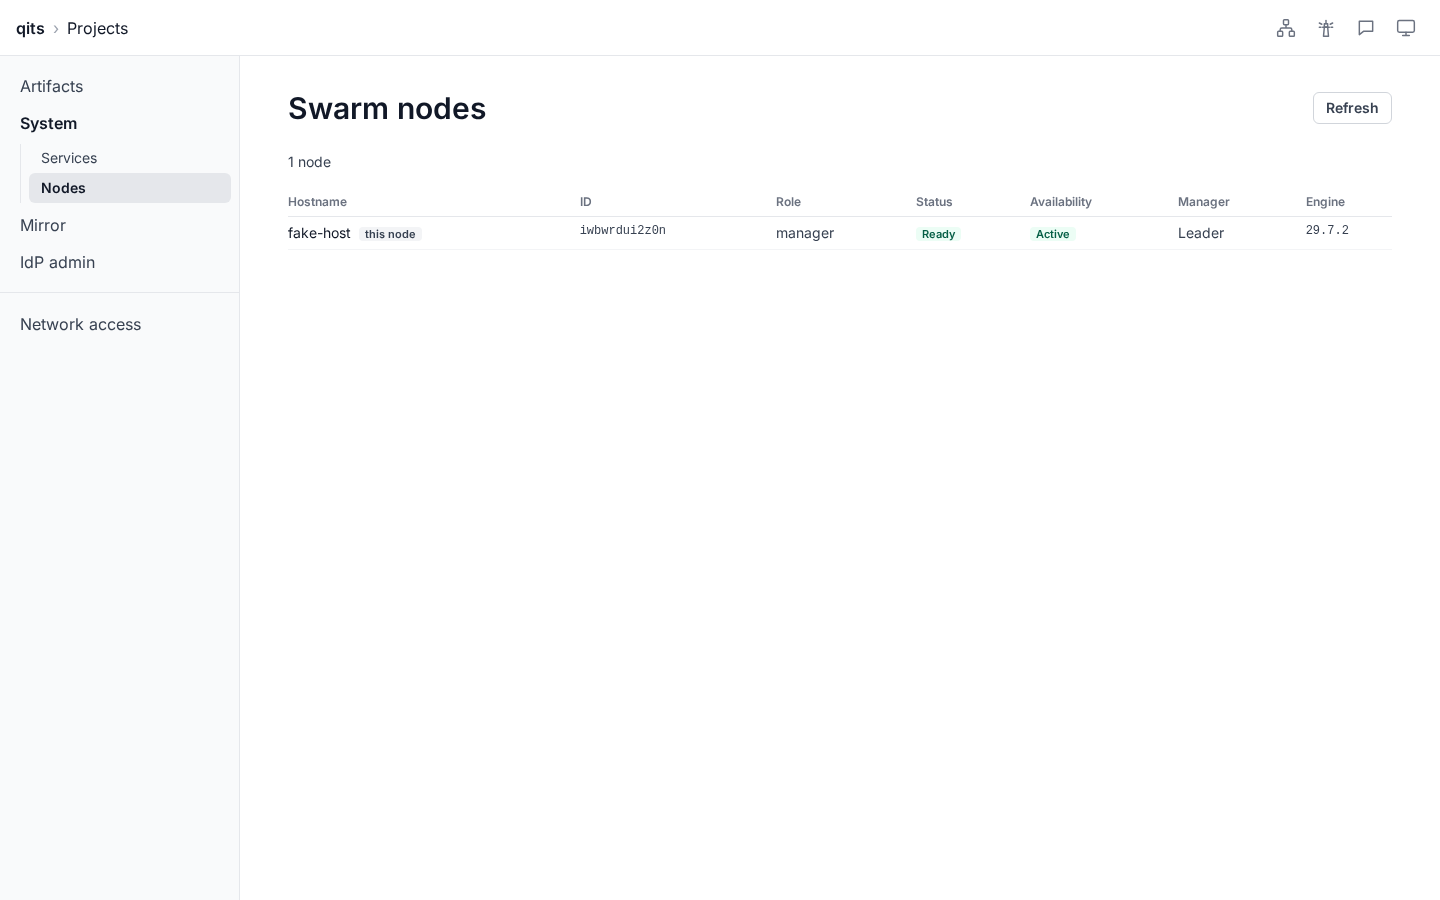 qits › Projects
Artifacts
System
Services
Nodes
Mirror
IdP admin
Network access
Swarm nodes
Refresh
1 node
Hostname ID Role Status Availability Manager Engine
fake-host this node iwbwrdui2z0n manager Ready Active Leader 29.7.2